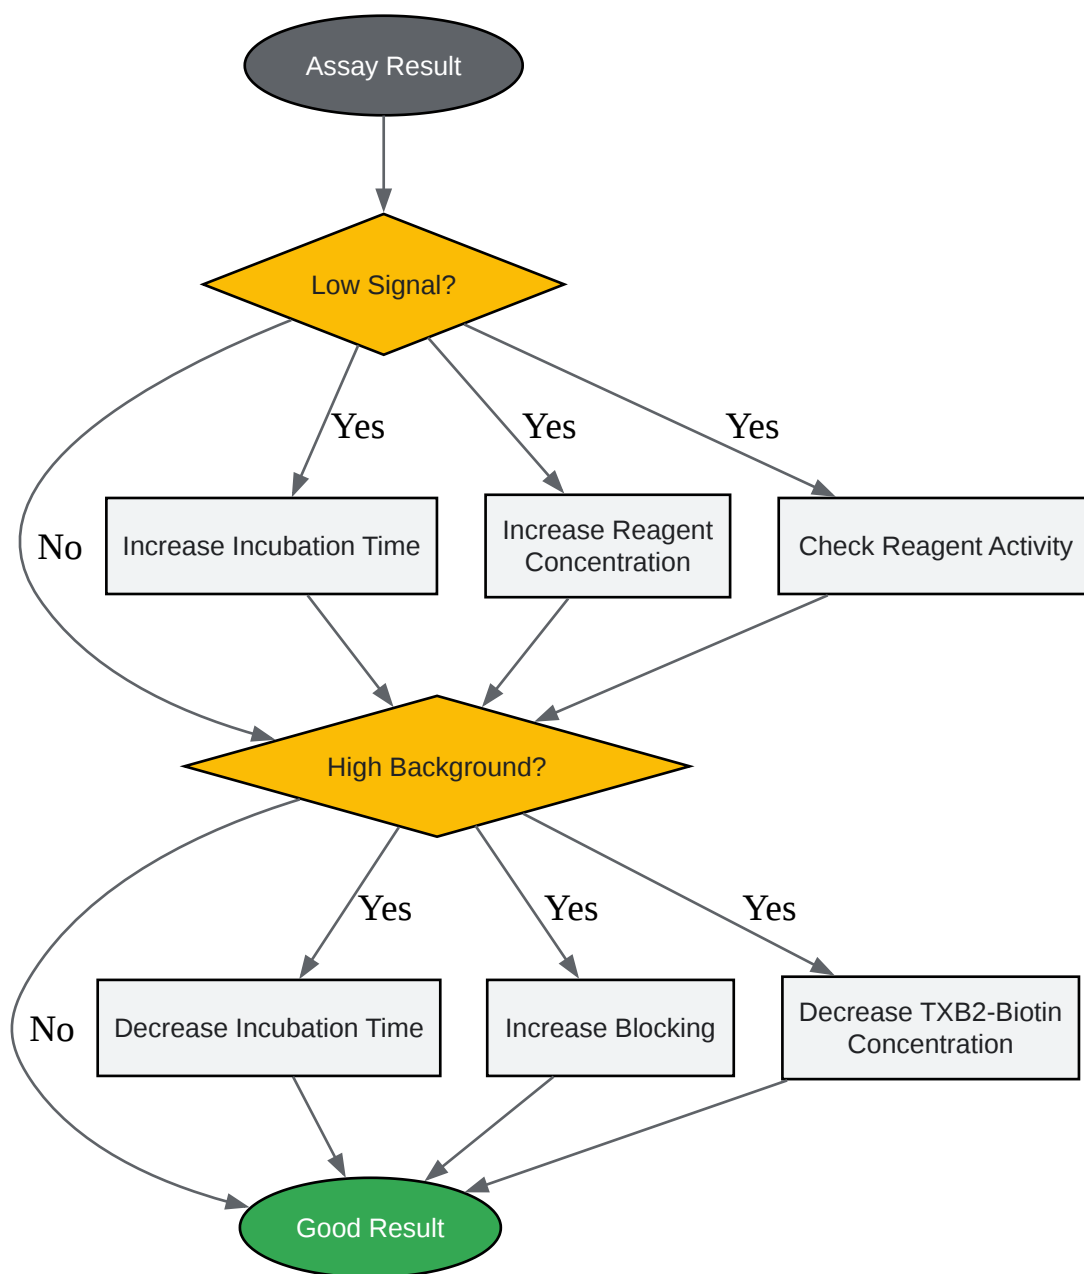 Assay Result
Low Signal?
Yes
Yes
Yes
No
Increase Incubation Time
Increase Reagent
Concentration
Check Reagent Activity
High Background?
Yes
Yes
Yes
No
Decrease Incubation Time
Increase Blocking
Decrease TXB2-Biotin
Concentration
Good Result